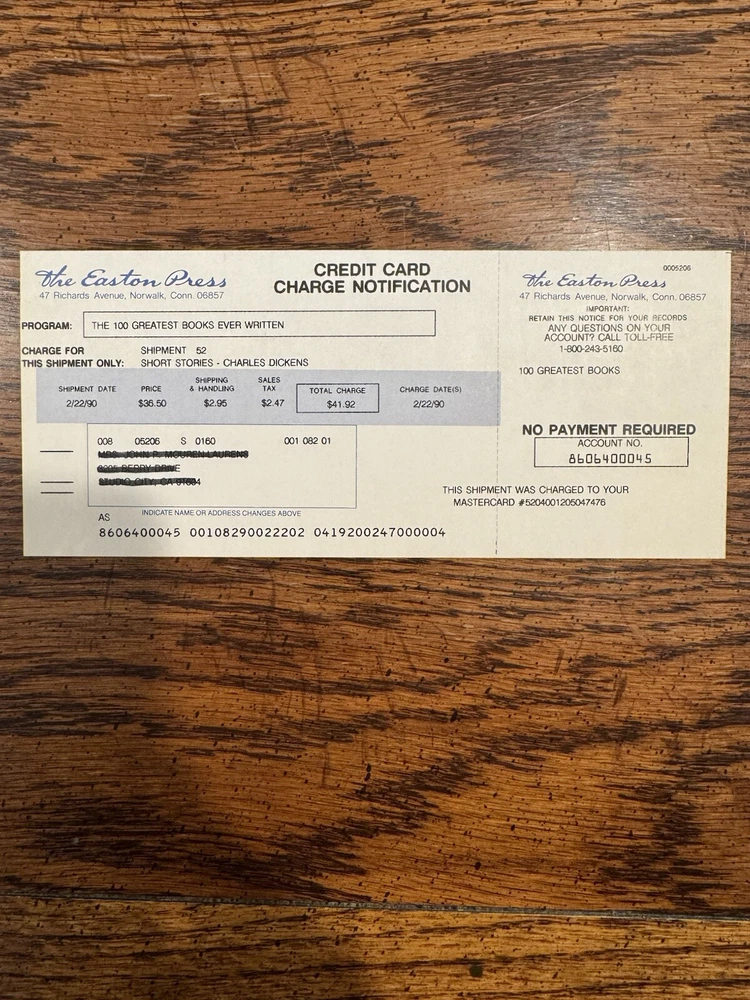 The Easton Press
47 Richards Avenue, Norwalk, Conn. 06857
CREDIT CARD
CHARGE NOTIFICATION
PROGRAM: THE 100 GREATEST BOOKS EVER WRITTEN
CHARGE FOR SHIPMENT 52
THIS SHIPMENT ONLY: SHORT STORIES - CHARLES DICKENS
SHIPMENT DATE PRICE SHIPPING & HANDLING SALES TAX TOTAL CHARGE CHARGE DATE(S)
2/22/90 $36.50 $2.95 $2.47 $41.92 2/22/90
008 05206 S 0160 001 082 01
INDICATE NAME OR ADDRESS CHANGES ABOVE
AS
8606400045 00108290022202 0419200247000004
THIS SHIPMENT WAS CHARGED TO YOUR
MASTERCARD #5204001205047476
0005206
The Easton Press
47 Richards Avenue, Norwalk, Conn. 06857
IMPORTANT:
RETAIN THIS NOTICE FOR YOUR RECORDS
ANY QUESTIONS ON YOUR
ACCOUNT? CALL TOLL-FREE
1-800-243-5160
100 GREATEST BOOKS
NO PAYMENT REQUIRED
ACCOUNT NO.
8606400045